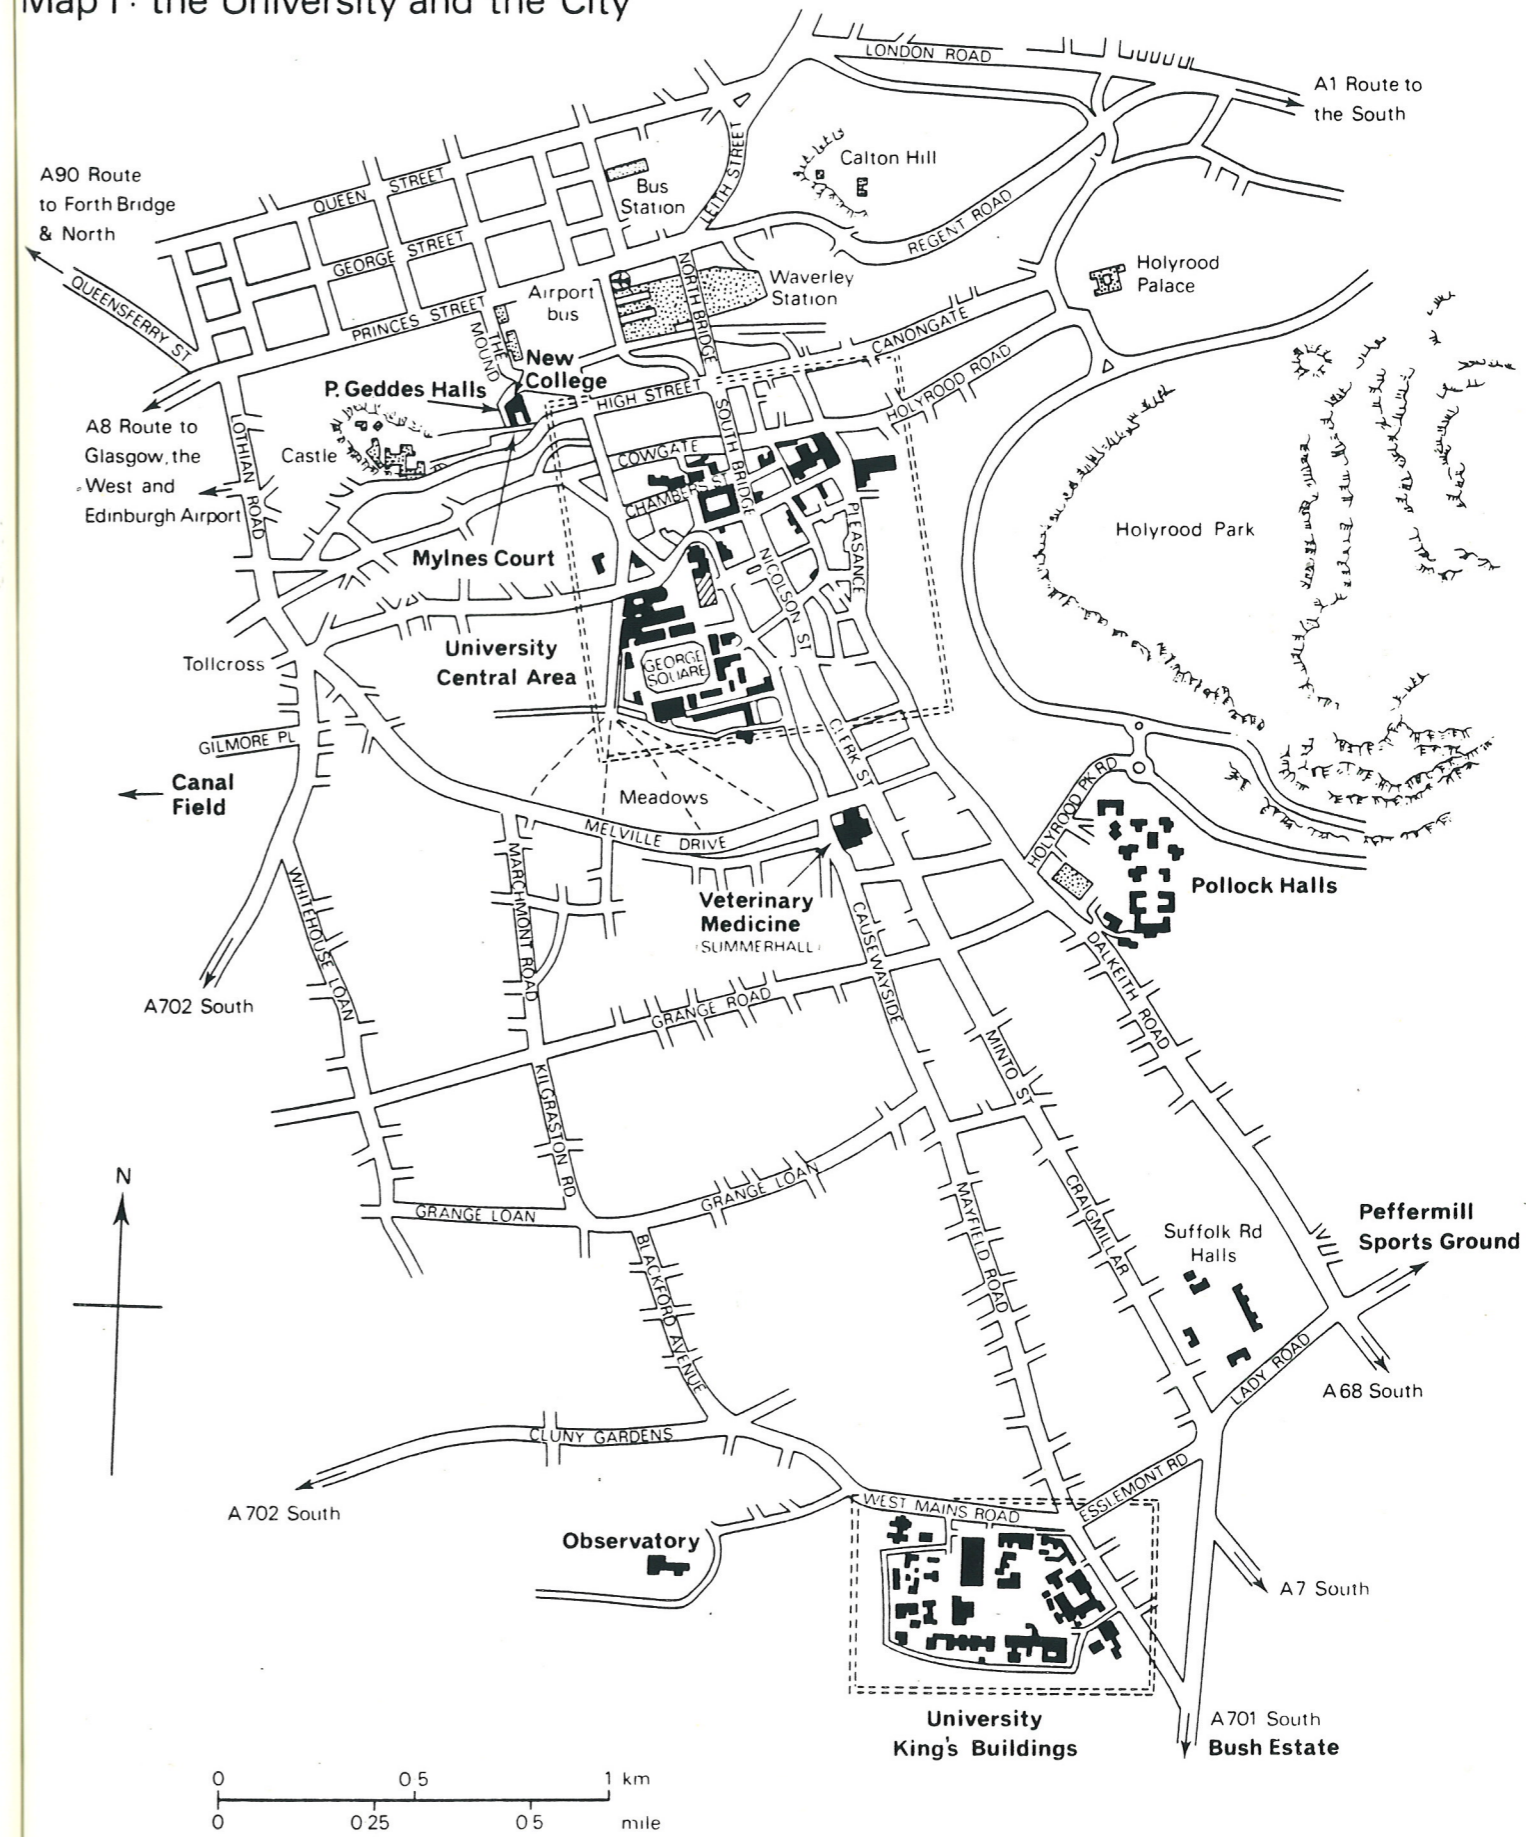 Map 1: the University and the City
LONDON ROAD
A1 Route to
the South
A90 Route
to Forth Bridge
& North
Calton Hill
Bus
Station
LEITH STREET
QUEEN STREET
REGENT ROAD
GEORGE STREET
Holyrood
Palace
QUEENSFERRY ST
Airport
bus
NORTH BRIDGE
Waverley
Station
PRINCES STREET
THE
MOUND
CANONGATE
New
College
P. Geddes Halls
HIGH STREET
HOLYROOD ROAD
A8 Route to
Glasgow, the
West and
Edinburgh Airport
LOTHIAN ROAD
Castle
COWGATE
SOUTH BRIDGE
CHAMBERS ST
PLEASANCE
Holyrood Park
Mylnes Court
NICOLSON ST
University
Central Area
Tollcross
GEORGE
SQUARE
GILMORE PL
CLERK ST
Canal
Field
Meadows
HOLYROOD PK RD
MELVILLE DRIVE
MARCHMONT ROAD
WHITEHOUSE LOAN
Veterinary
Medicine
(SUMMERHALL)
Pollock Halls
CAUSEWAYSIDE
DALKEITH ROAD
A702 South
GRANGE ROAD
MINTO ST
KILGRASTON RD
N
GRANGE LOAN
GRANGE LOAN
MAYFIELD ROAD
CRAIGMILLAR
Suffolk Rd
Halls
Peffermill
Sports Ground
BLACKFORD AVENUE
LADY ROAD
A68 South
CLUNY GARDENS
A702 South
WEST MAINS ROAD
ESSLEMONT RD
Observatory
A7 South
University
King's Buildings
A701 South
Bush Estate
0 05 1 km
0 025 05 mile